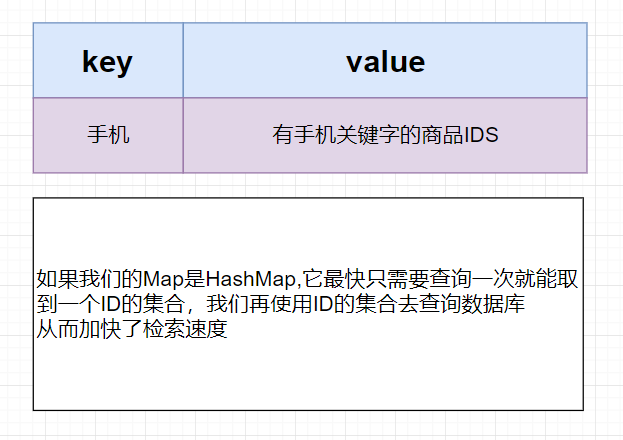 key value
手机 有手机关键字的商品IDS
如果我们的Map是HashMap,它最快只需要查询一次就能取
到一个ID的集合，我们再使用ID的集合去查询数据库
从而加快了检索速度